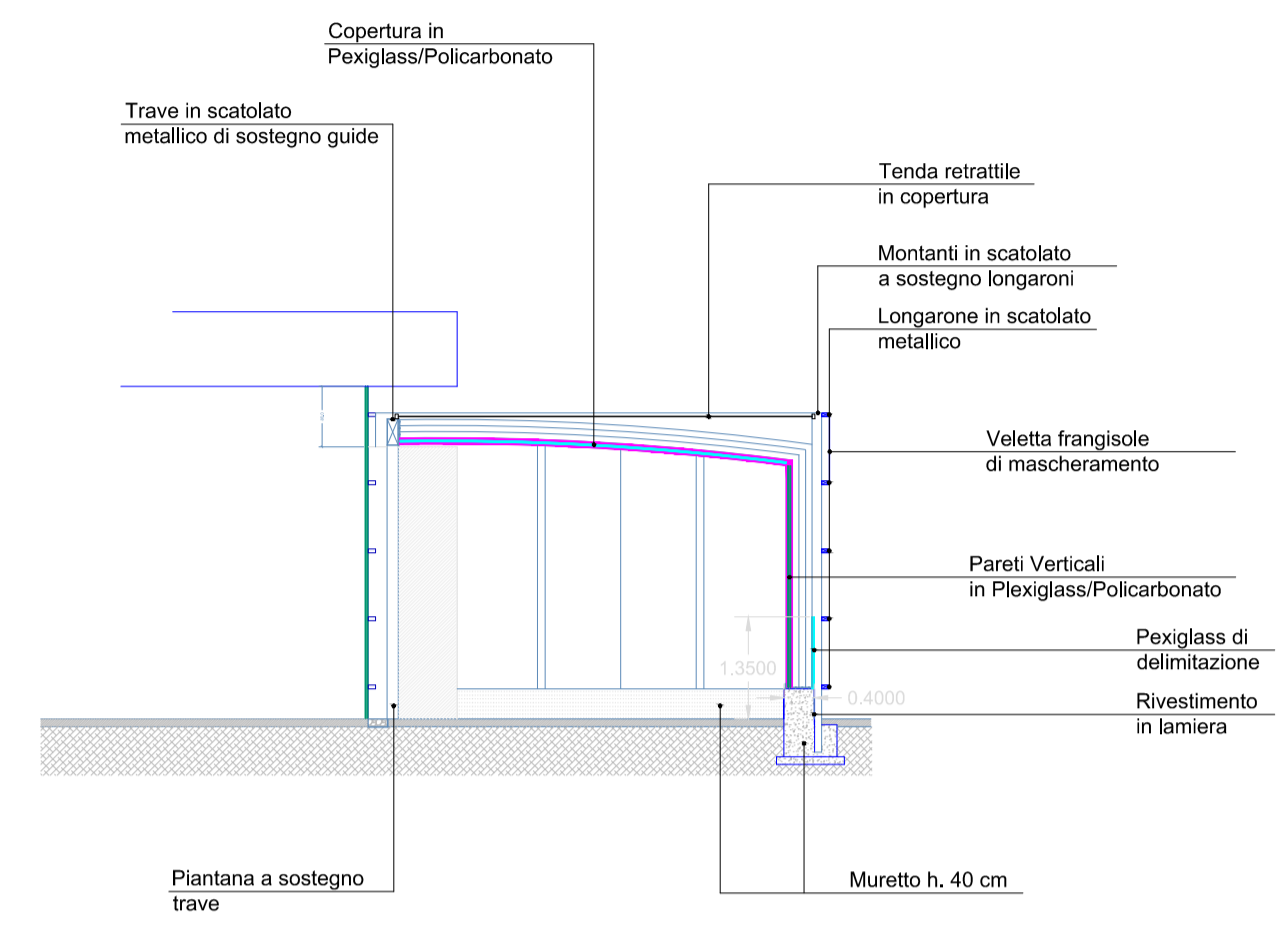 Copertura in
Pexiglass/Policarbonato
Trave in scatolato
metallico di sostegno guide
Tenda retrattile
in copertura
Montanti in scatolato
a sostegno longaroni
Longarone in scatolato
metallico
Veletta frangisole
di mascheramento
Pareti Verticali
in Plexiglass/Policarbonato
Pexiglass di
delimitazione
1.3500
0.4000
Rivestimento
in lamiera
Piantana a sostegno
trave
Muretto h. 40 cm